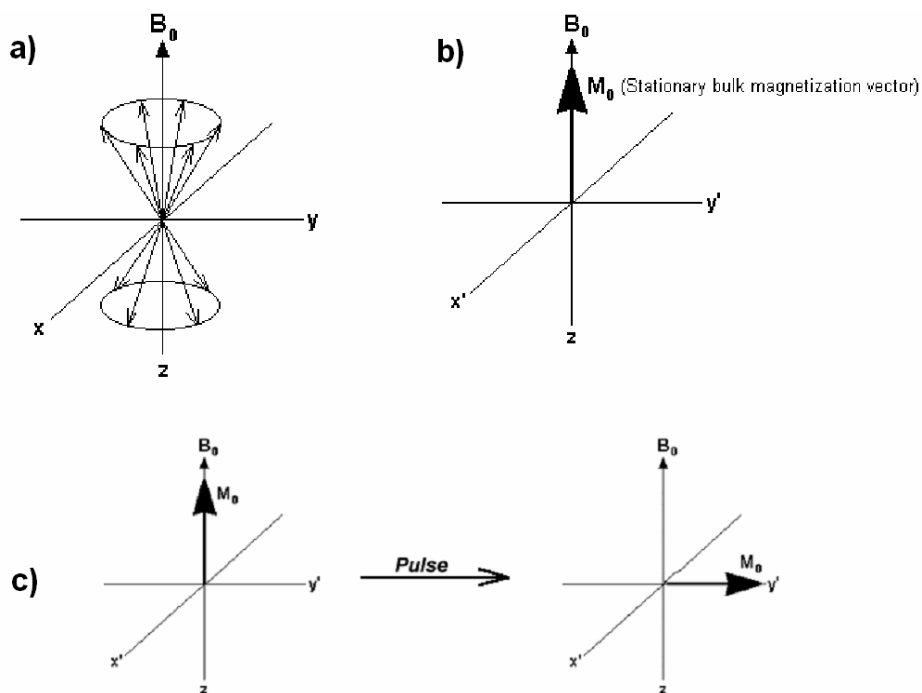 a)
B₀
y
x
z
b)
B₀
M₀ (Stationary bulk magnetization vector)
y'
x'
z
c)
B₀
M₀
y'
x'
z
Pulse
B₀
M₀
y'
x'
z